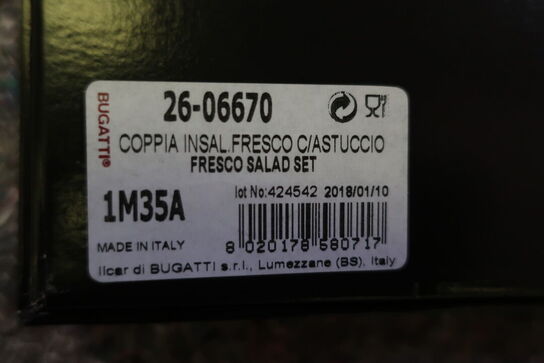 BUGATTI®
26-06670
COPPIA INSAL.FRESCO C/ASTUCCIO
FRESCO SALAD SET
lot No:424542 2018/01/10
1M35A
MADE IN ITALY
8 020178 580717
Ilcar di BUGATTI s.r.l., Lumezzane (BS), Italy